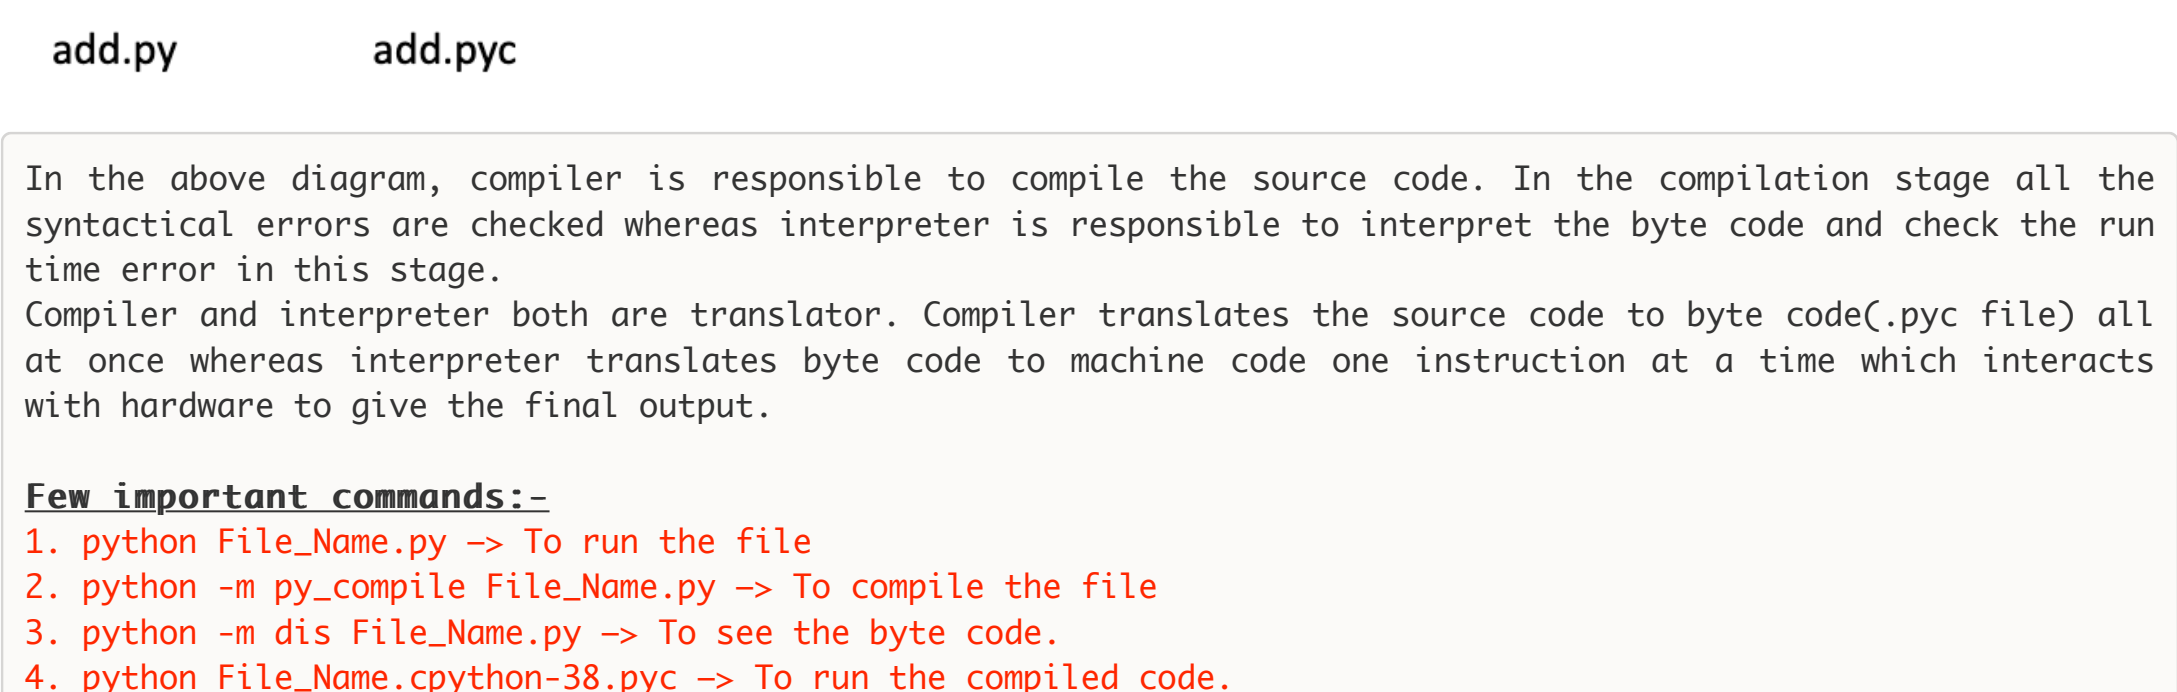 add.py add.pyc
In the above diagram, compiler is responsible to compile the source code. In the compilation stage all the
syntactical errors are checked whereas interpreter is responsible to interpret the byte code and check the run
time error in this stage.
Compiler and interpreter both are translator. Compiler translates the source code to byte code(.pyc file) all
at once whereas interpreter translates byte code to machine code one instruction at a time which interacts
with hardware to give the final output.
Few important commands:-
1. python File_Name.py –> To run the file
2. python -m py_compile File_Name.py –> To compile the file
3. python -m dis File_Name.py –> To see the byte code.
4. python File_Name.cpython-38.pyc –> To run the compiled code.